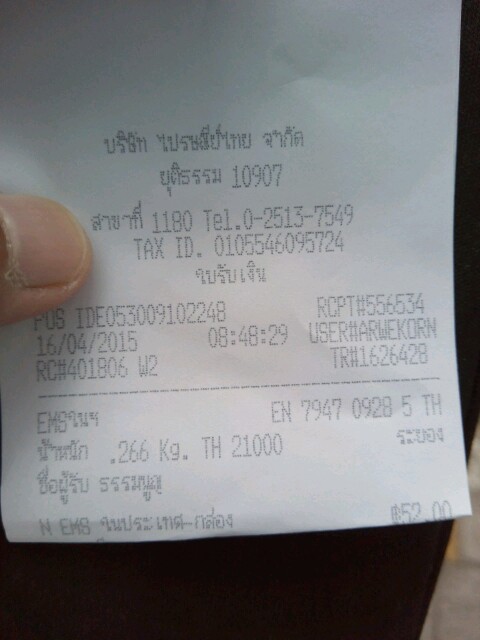 บริษัท ไปรษณีย์ไทย จำกัด
ยุติธรรม 10907
สาขาที่ 1180 Tel.0-2513-7549
TAX ID. 0105546095724
ใบรับเงิน
POS IDE053009102248 RCPT#556534
16/04/2015 08:48:29 USER#ARWEKORN
RC#401806 W2 TR#1626428
EMSในฯ EN 7947 0928 5 TH
น้ำหนัก .266 Kg. TH 21000 ระยอง
ชื่อผู้รับ ธรรมนูญ
N EMS ในประเทศ-กล่อง ฿52.00